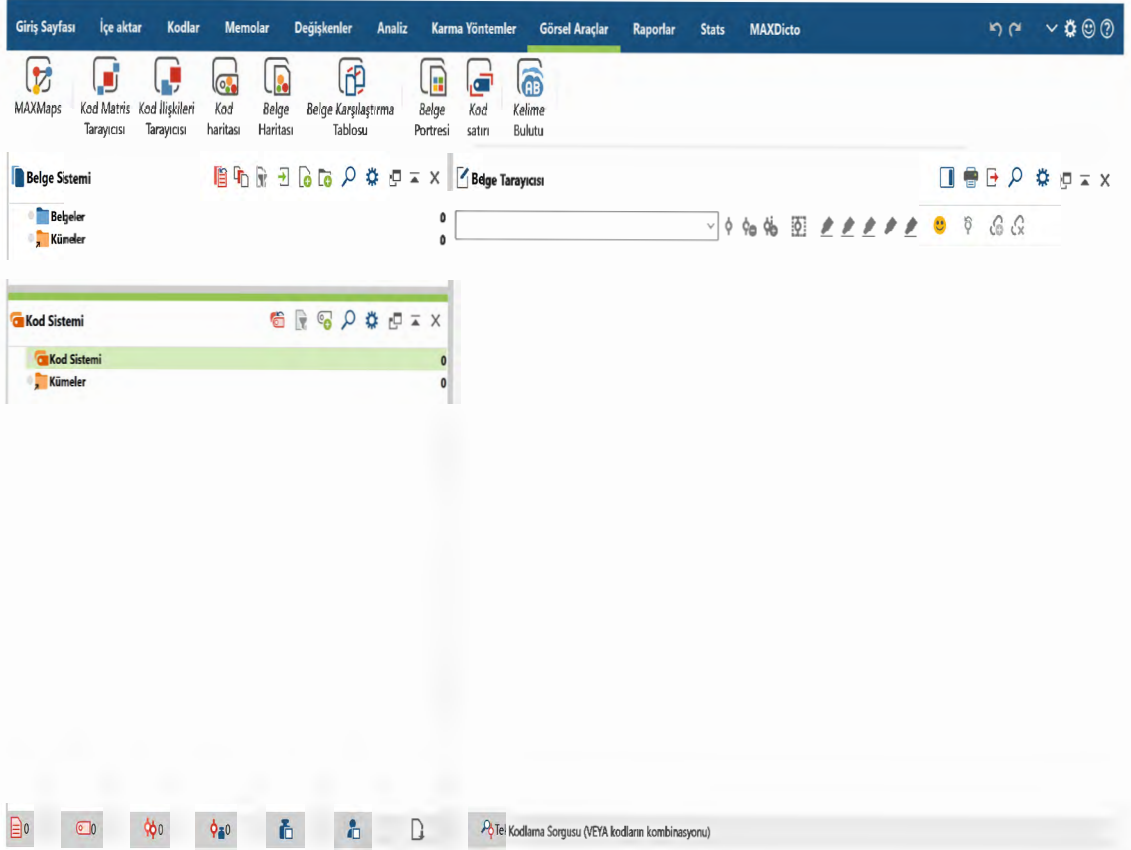 Giriş Sayfası İçe aktar Kodlar Memolar Değişkenler Analiz Karma Yöntemler Görsel Araçlar Raporlar Stats MAXDicto
MAXMaps Kod Matris Kod İlişkileri Kod Belge Belge Karşılaştırma Belge Kod Kelime
Tarayıcısı Tarayıcısı haritası Haritası Tablosu Portresi satırı Bulutu
Belge Sistemi Belge Tarayıcısı
Belgeler 0
Kümeler 0
Kod Sistemi
Kod Sistemi 0
Kümeler 0
0 0 0 0 Tel Kodlama Sorgusu (VEYA kodların kombinasyonu)